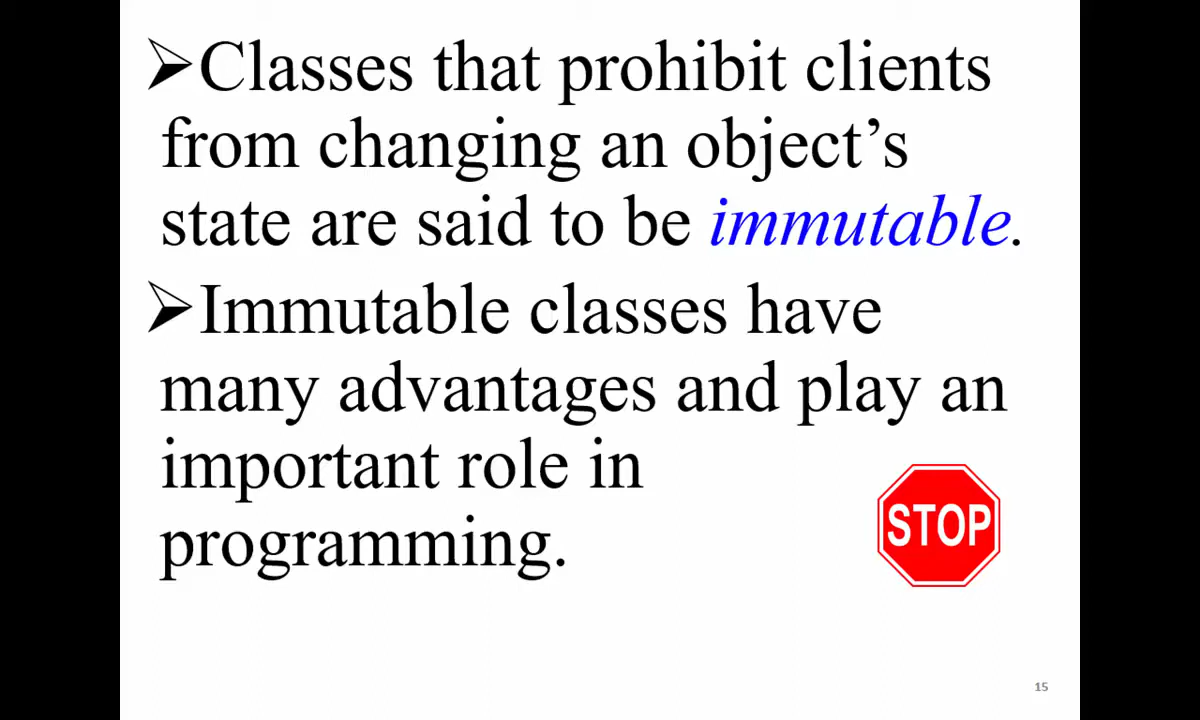 ➢Classes that prohibit clients
from changing an object’s
state are said to be immutable.
➢Immutable classes have
many advantages and play an
important role in
programming.
STOP
15